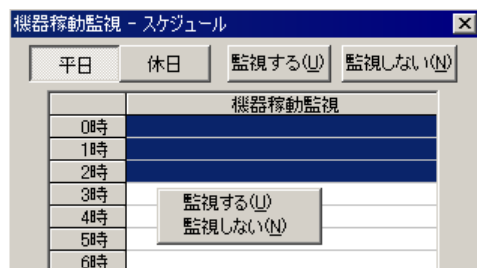 機器稼動監視 - スケジュール
平日 休日 監視する(U) 監視しない(N)
機器稼動監視
0時
1時
2時
3時
監視する(U)
4時
監視しない(N)
5時
6時